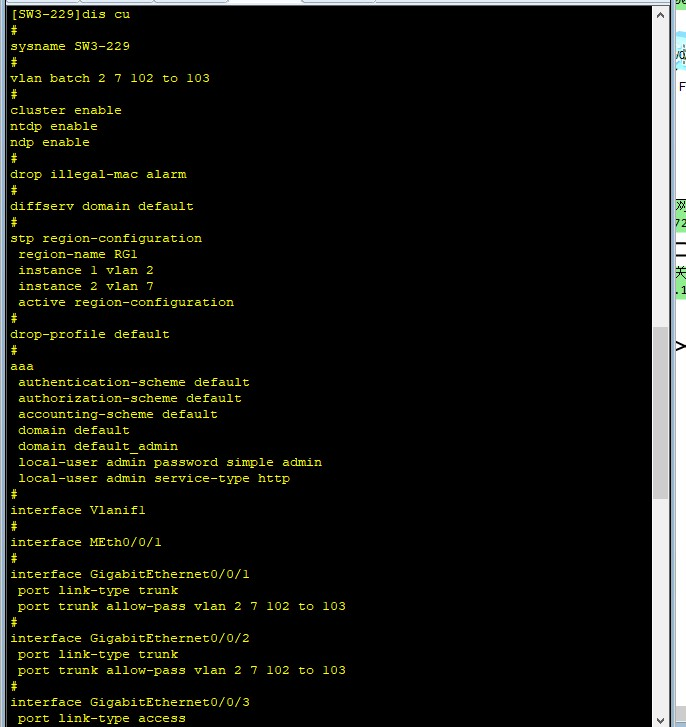 [SW3-229]dis cu
#
sysname SW3-229
#
vlan batch 2 7 102 to 103
#
cluster enable
ntdp enable
ndp enable
#
drop illegal-mac alarm
#
diffserv domain default
#
stp region-configuration
 region-name RG1
 instance 1 vlan 2
 instance 2 vlan 7
 active region-configuration
#
drop-profile default
#
aaa
 authentication-scheme default
 authorization-scheme default
 accounting-scheme default
 domain default
 domain default_admin
 local-user admin password simple admin
 local-user admin service-type http
#
interface Vlanif1
#
interface MEth0/0/1
#
interface GigabitEthernet0/0/1
 port link-type trunk
 port trunk allow-pass vlan 2 7 102 to 103
#
interface GigabitEthernet0/0/2
 port link-type trunk
 port trunk allow-pass vlan 2 7 102 to 103
#
interface GigabitEthernet0/0/3
 port link-type access
F
网
72
关
.1